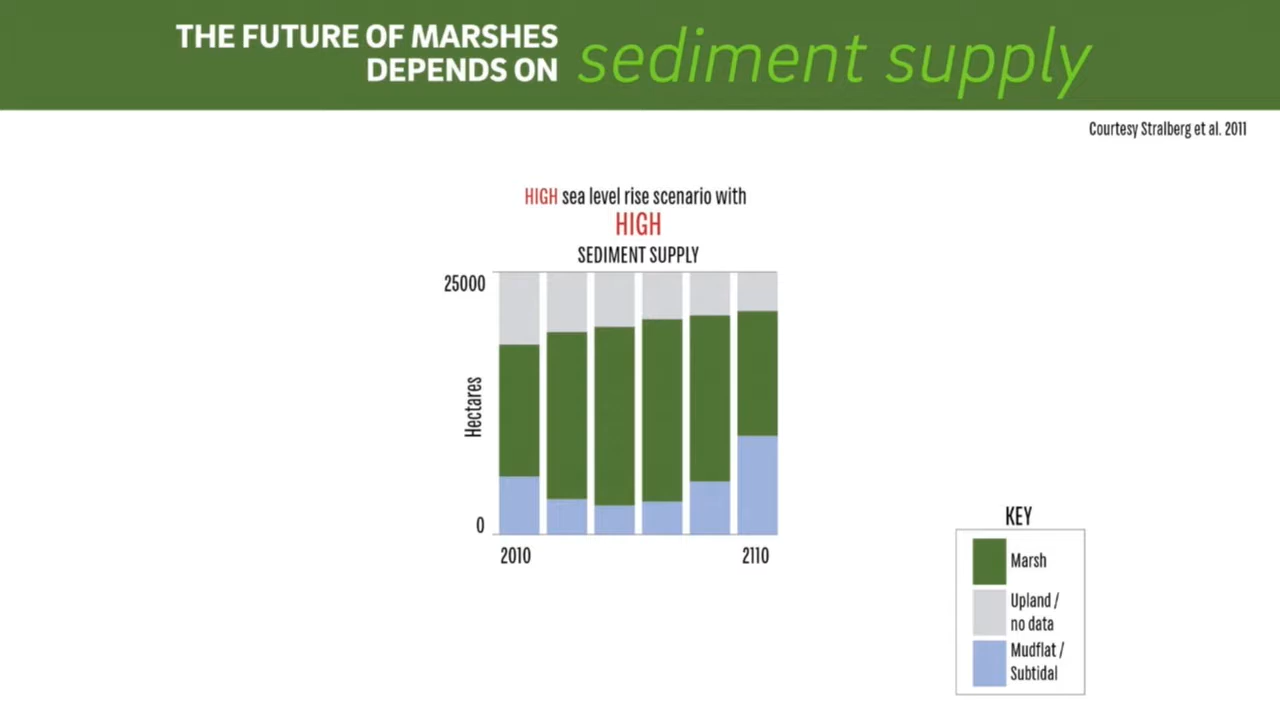 THE FUTURE OF MARSHES
DEPENDS ON
sediment supply
Courtesy Stralberg et al. 2011
HIGH sea level rise scenario with
HIGH
SEDIMENT SUPPLY
25000
Hectares
0
2010
2110
KEY
Marsh
Upland /
no data
Mudflat /
Subtidal